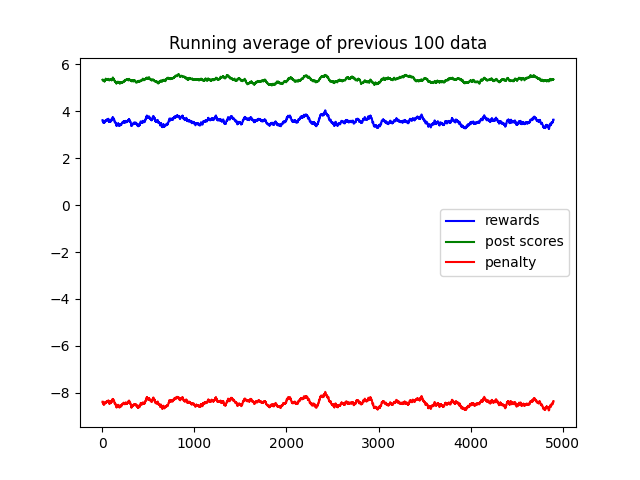 Running average of previous 100 data
6
4
2
0
−2
−4
−6
−8
rewards
post scores
penalty
0 1000 2000 3000 4000 5000